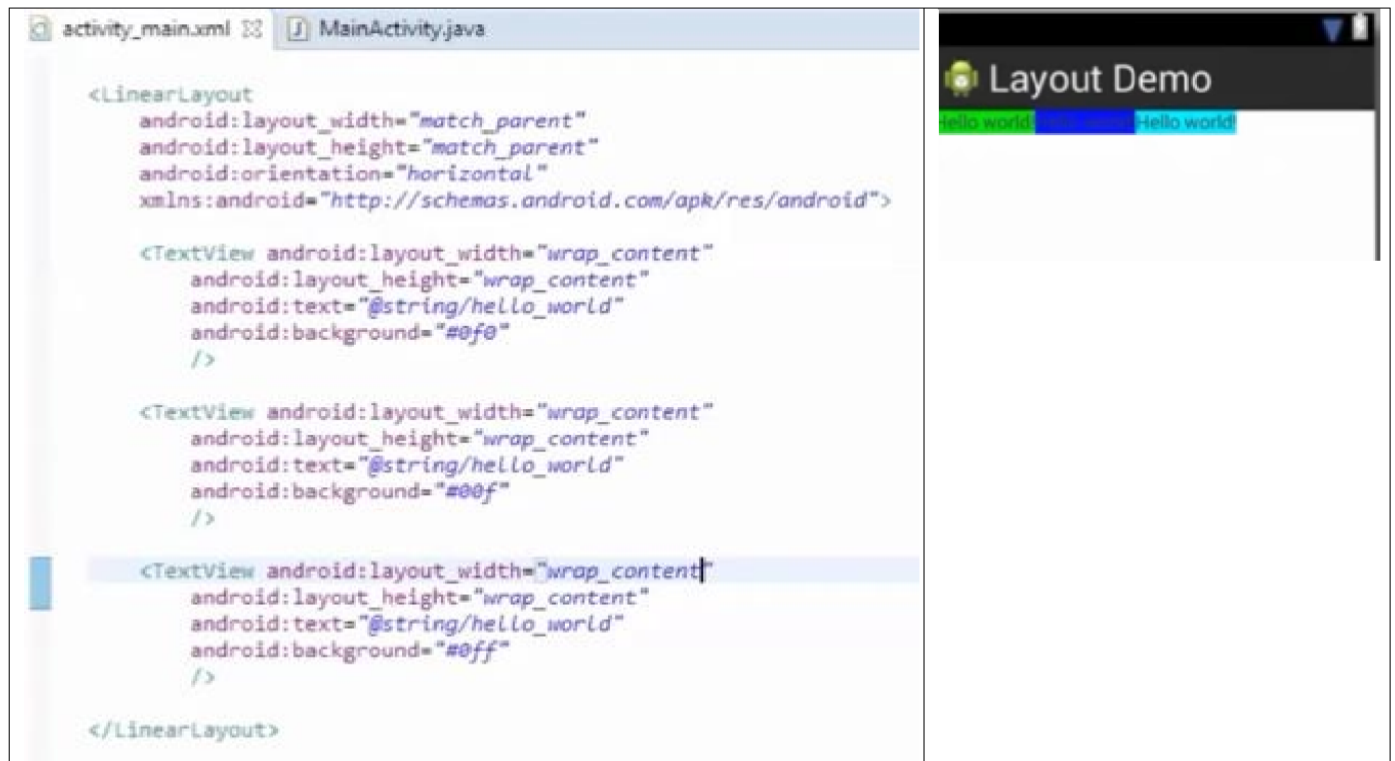 activity_main.xml
MainActivity.java
<LinearLayout
android:layout_width="match_parent"
android:layout_height="match_parent"
android:orientation="horizontal"
xmlns:android="http://schemas.android.com/apk/res/android">
<TextView android:layout_width="wrap_content"
android:layout_height="wrap_content"
android:text="@string/hello_world"
android:background="#0f0"
/>
<TextView android:layout_width="wrap_content"
android:layout_height="wrap_content"
android:text="@string/hello_world"
android:background="#00f"
/>
<TextView android:layout_width="wrap_content"
android:layout_height="wrap_content"
android:text="@string/hello_world"
android:background="#0ff"
/>
</LinearLayout>
Layout Demo
Hello world! Hello world! Hello world!